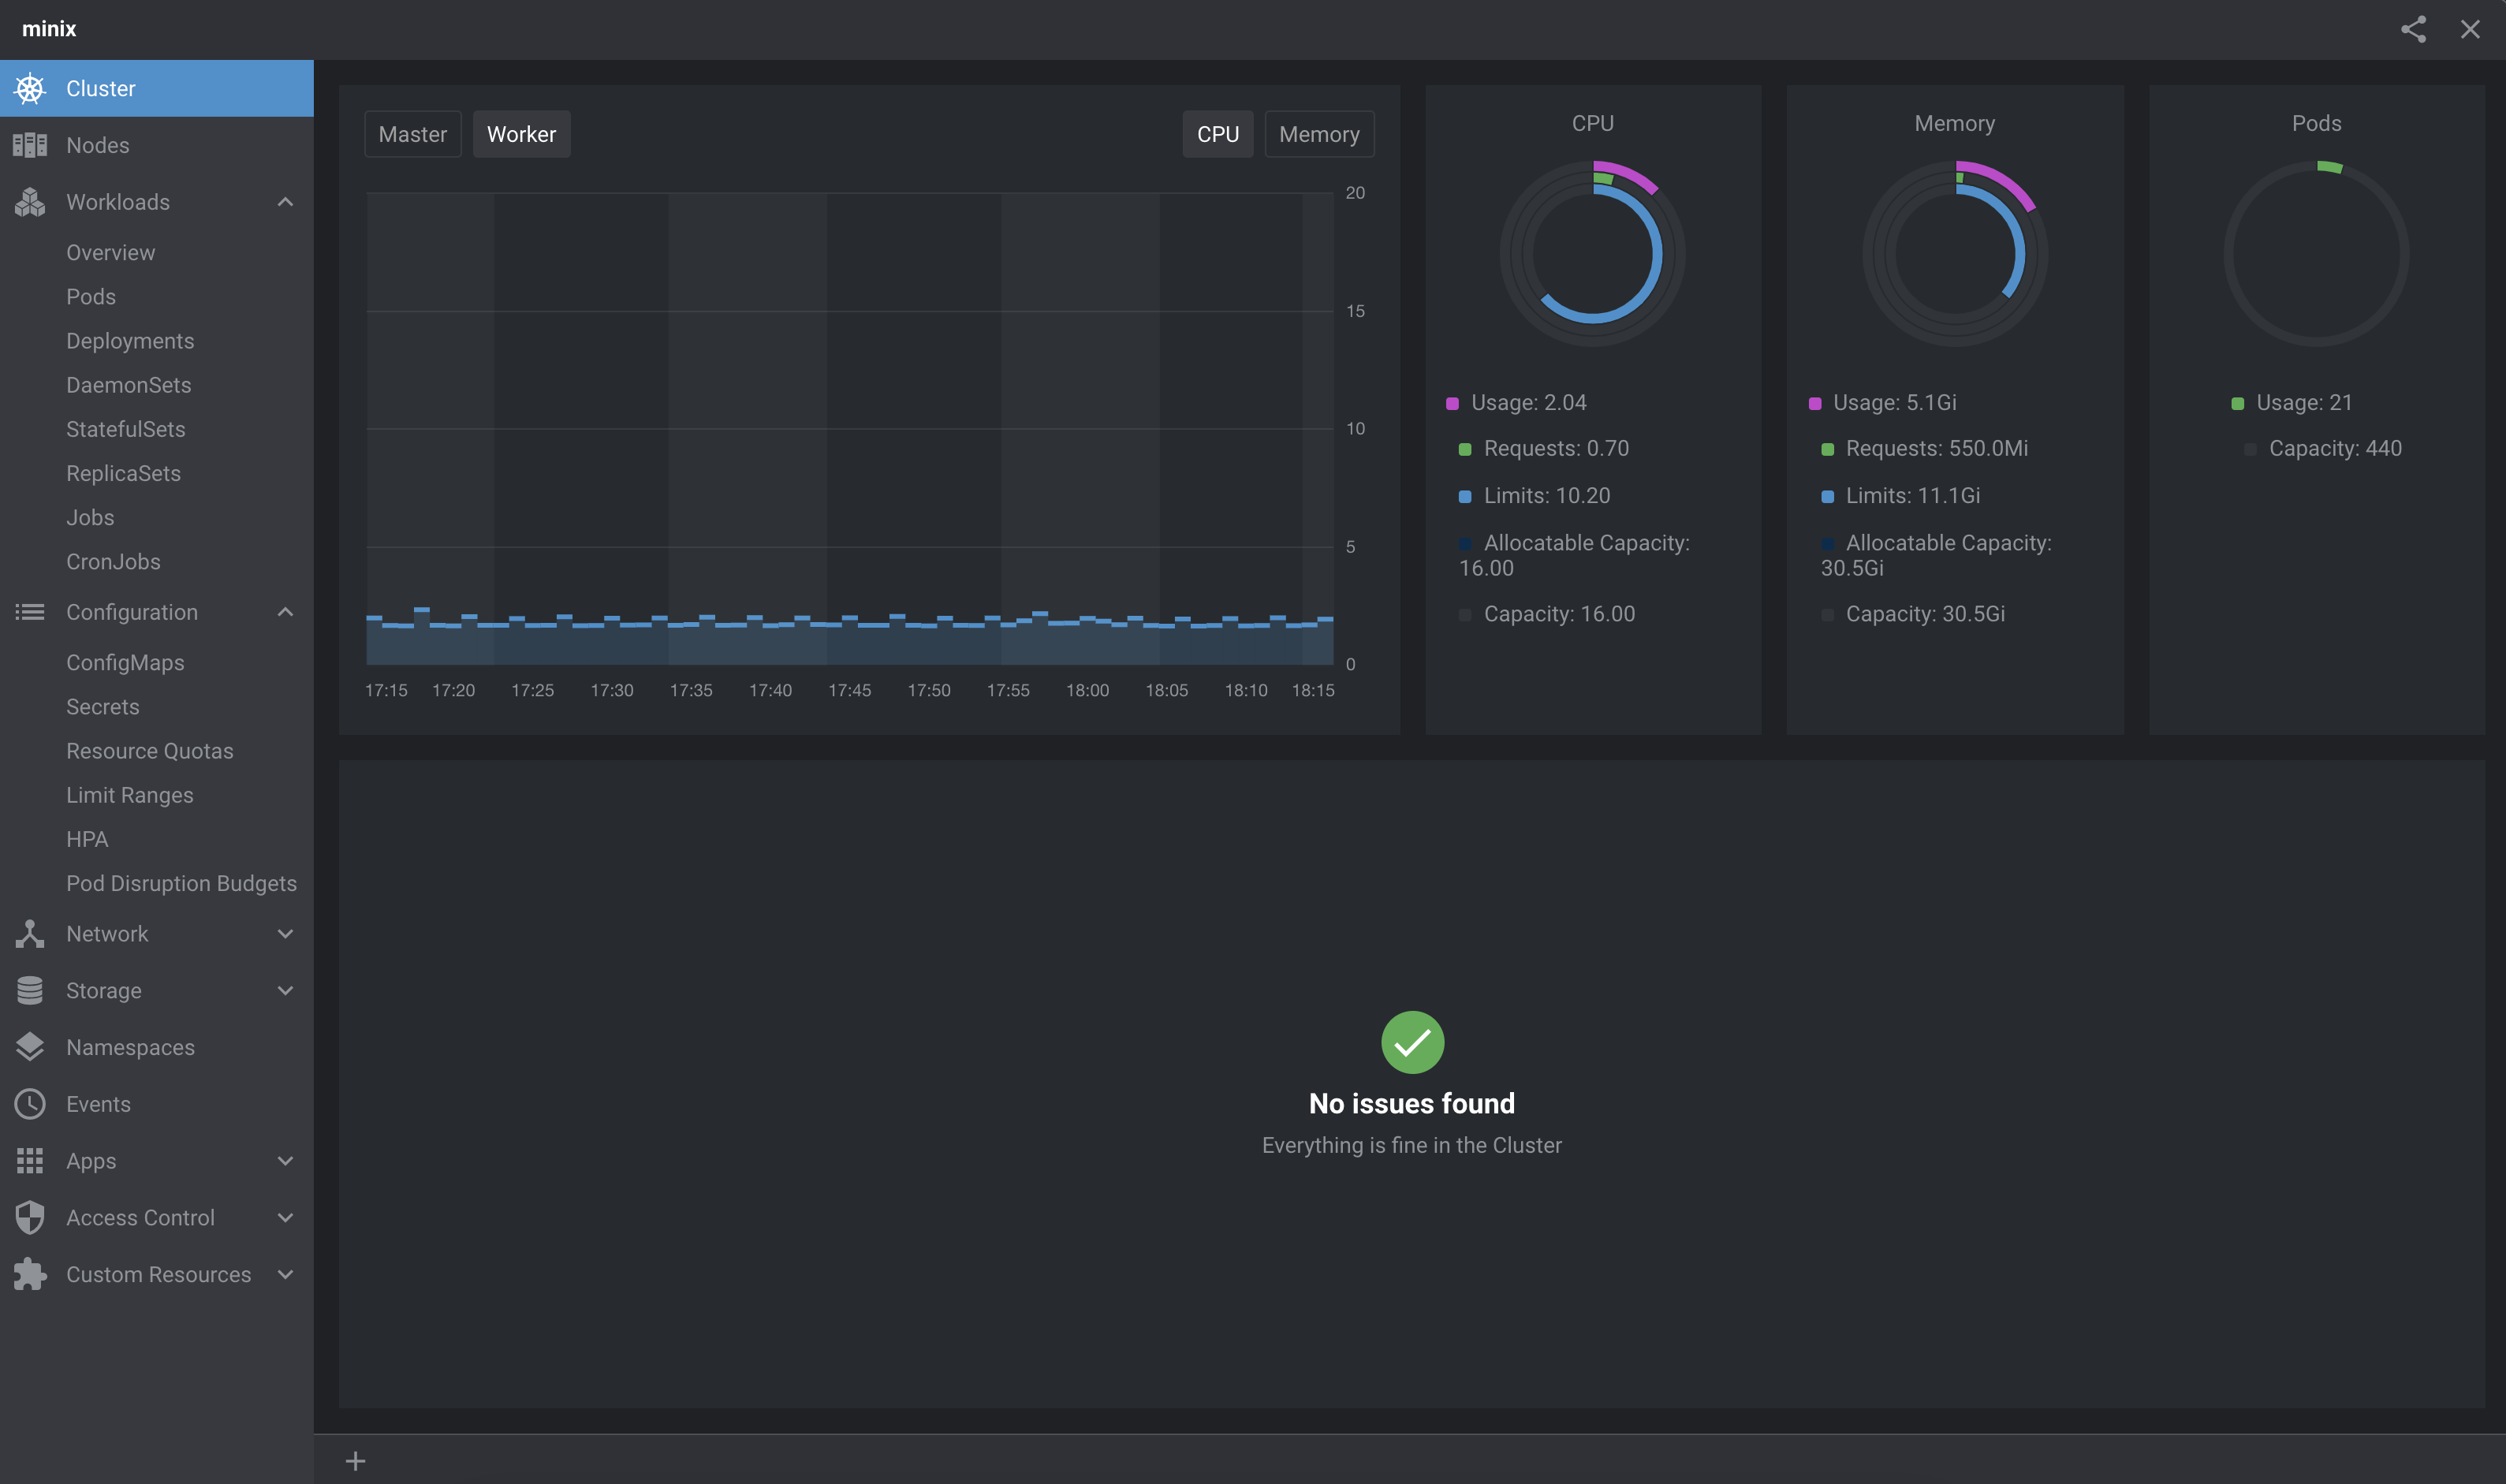 minix
Cluster
Nodes
Workloads
Overview
Pods
Deployments
DaemonSets
StatefulSets
ReplicaSets
Jobs
CronJobs
Configuration
ConfigMaps
Secrets
Resource Quotas
Limit Ranges
HPA
Pod Disruption Budgets
Network
Storage
Namespaces
Events
Apps
Access Control
Custom Resources
Master Worker CPU Memory
20
15
10
5
0
17:15 17:20 17:25 17:30 17:35 17:40 17:45 17:50 17:55 18:00 18:05 18:10 18:15
CPU
Usage: 2.04
Requests: 0.70
Limits: 10.20
Allocatable Capacity:
16.00
Capacity: 16.00
Memory
Usage: 5.1Gi
Requests: 550.0Mi
Limits: 11.1Gi
Allocatable Capacity:
30.5Gi
Capacity: 30.5Gi
Pods
Usage: 21
Capacity: 440
No issues found
Everything is fine in the Cluster